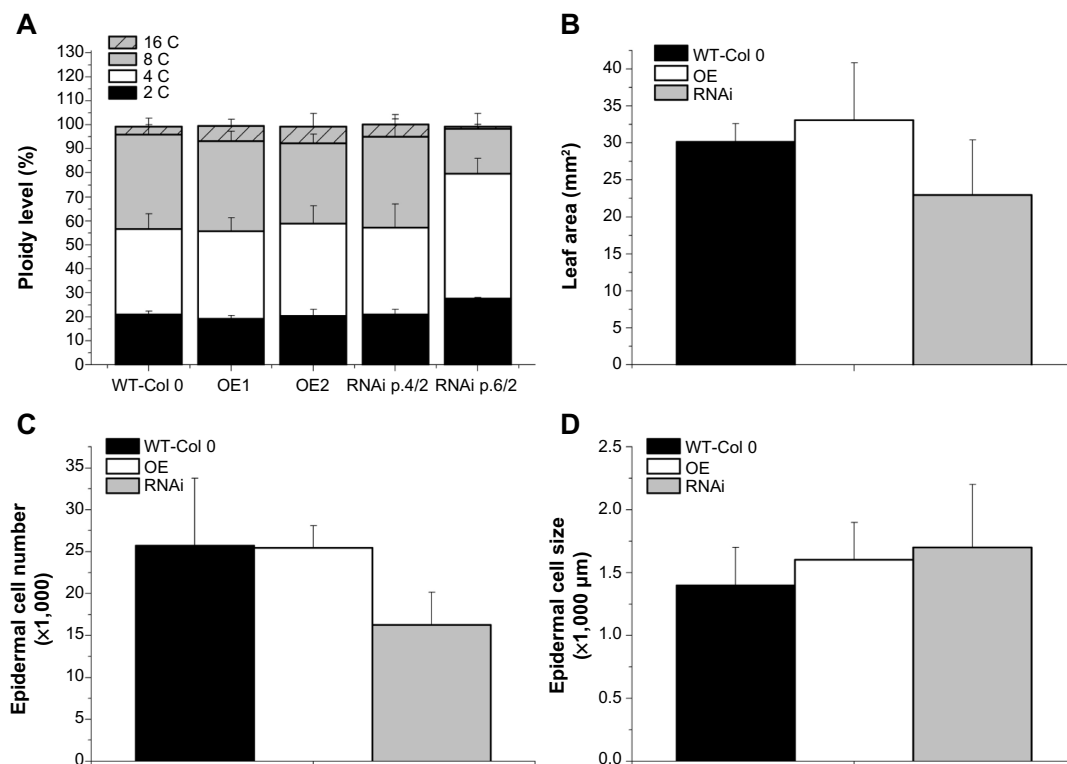 A
16 C
8 C
4 C
2 C
Ploidy level (%)
130
120
110
100
90
80
70
60
50
40
30
20
10
0
WT-Col 0
OE1
OE2
RNAi p.4/2
RNAi p.6/2
B
WT-Col 0
OE
RNAi
Leaf area (mm²)
40
35
30
25
20
15
10
5
0
C
WT-Col 0
OE
RNAi
Epidermal cell number
(×1,000)
35
30
25
20
15
10
5
0
D
WT-Col 0
OE
RNAi
Epidermal cell size
(×1,000 µm)
2.5
2.0
1.5
1.0
0.5
0.0